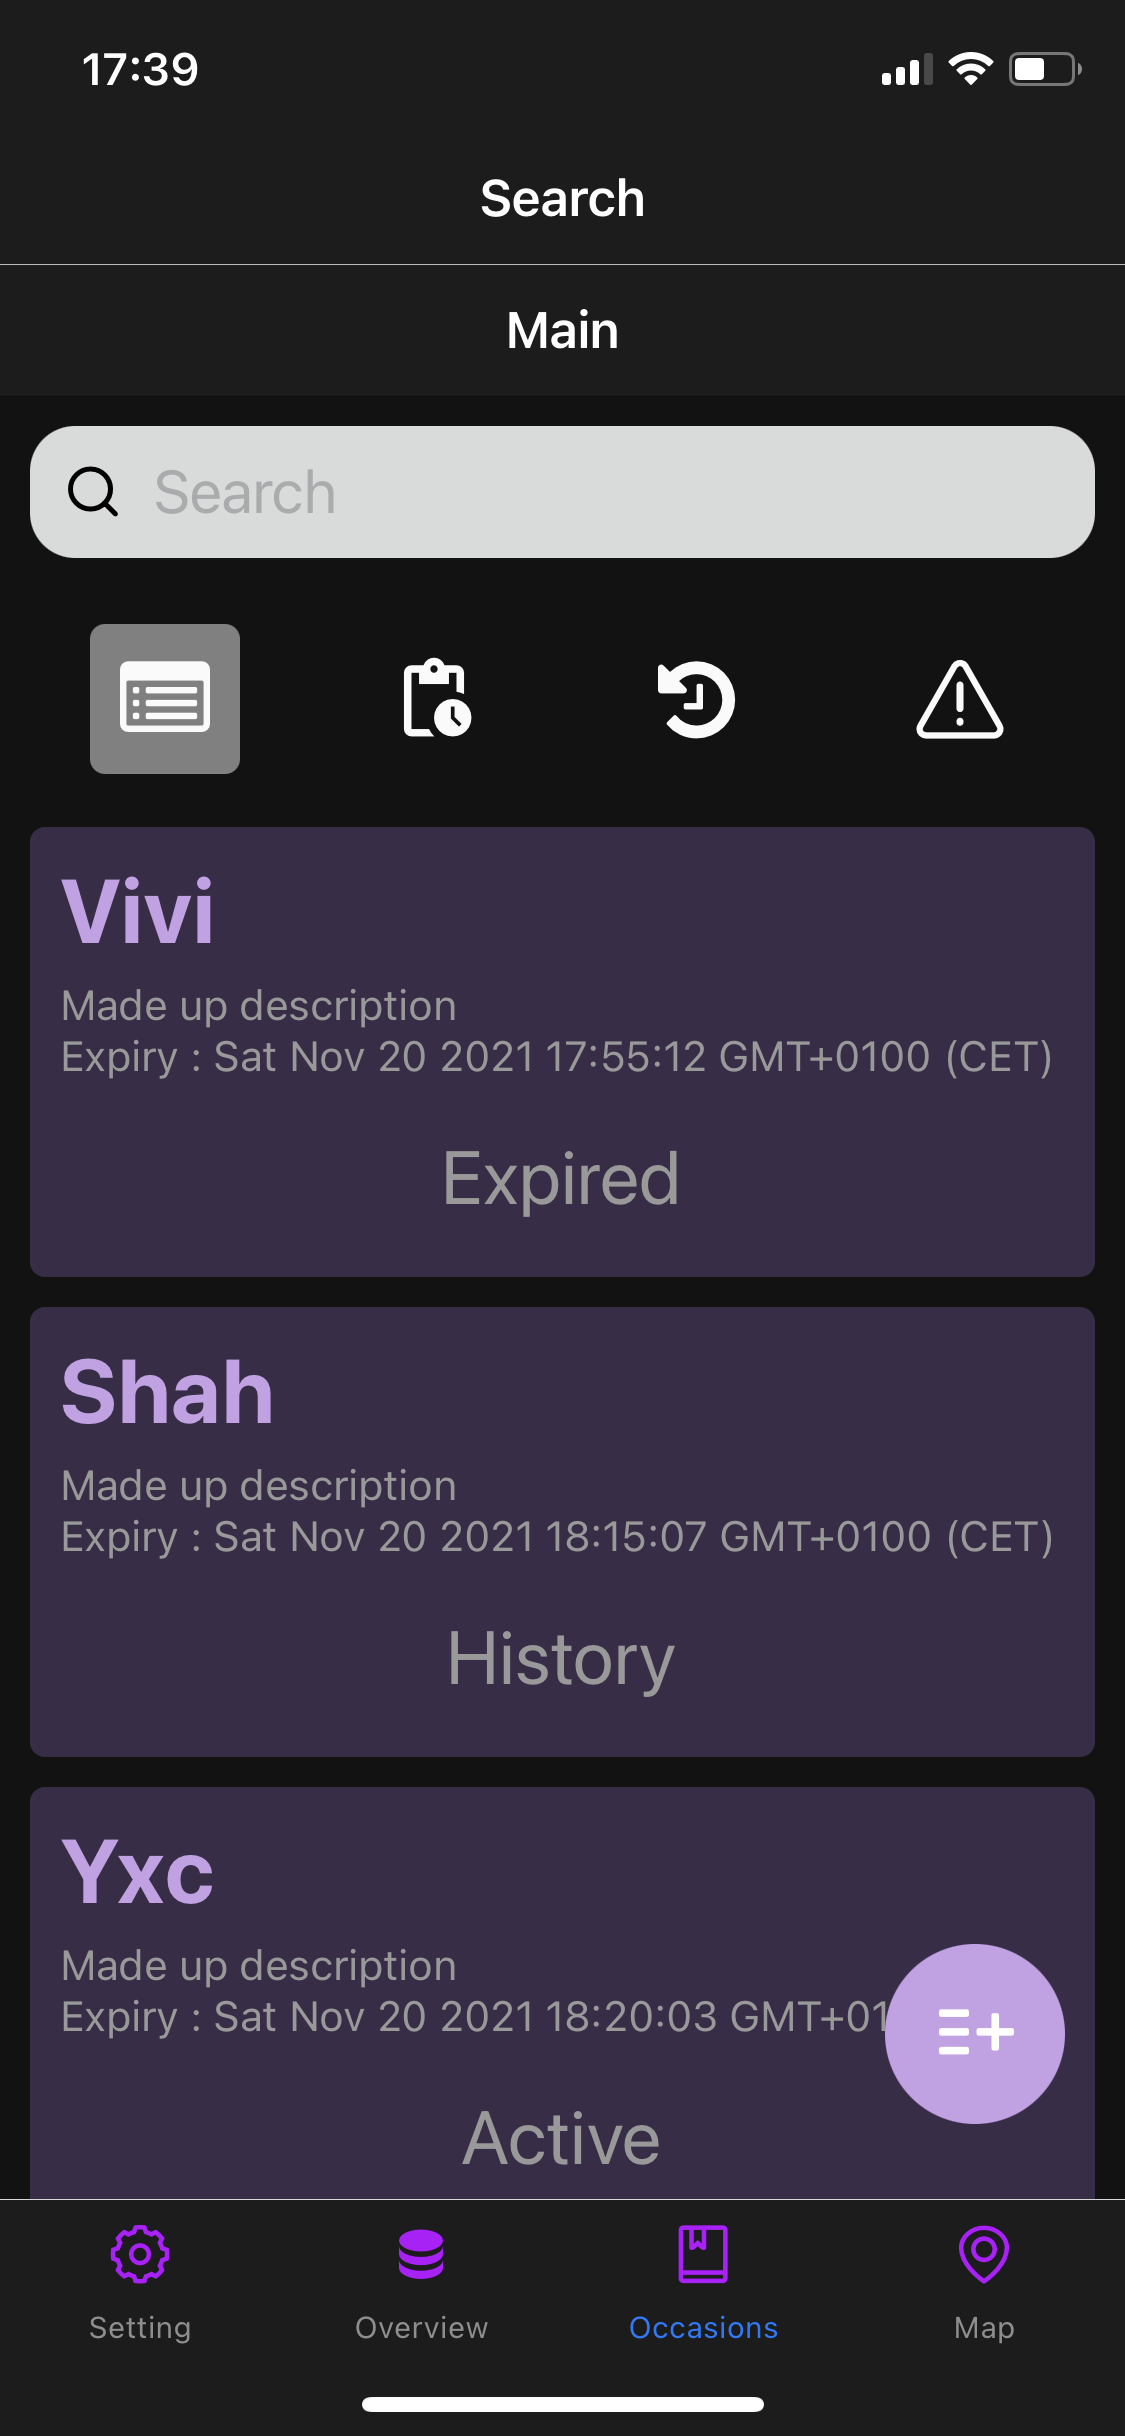 17:39
Search
Main
Search
Vivi
Made up description
Expiry : Sat Nov 20 2021 17:55:12 GMT+0100 (CET)
Expired
Shah
Made up description
Expiry : Sat Nov 20 2021 18:15:07 GMT+0100 (CET)
History
Yxc
Made up description
Expiry : Sat Nov 20 2021 18:20:03 GMT+01
Active
Setting Overview Occasions Map